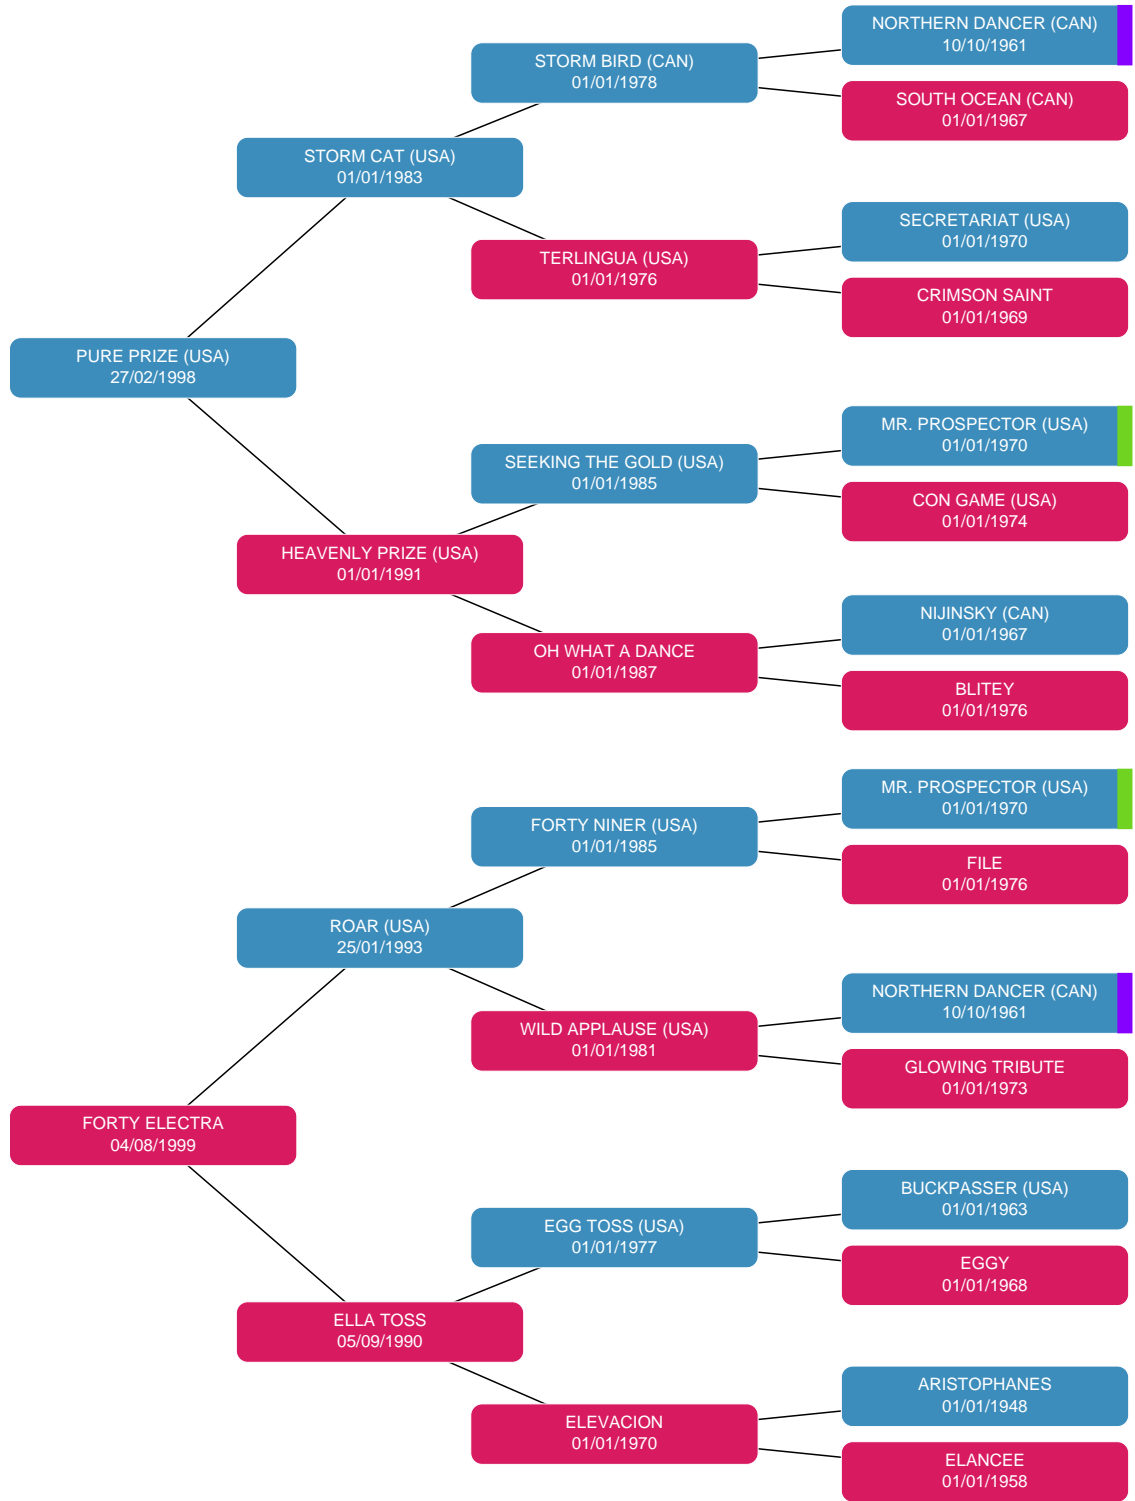 NORTHERN DANCER (CAN)
10/10/1961
STORM BIRD (CAN)
01/01/1978
SOUTH OCEAN (CAN)
01/01/1967
STORM CAT (USA)
01/01/1983
SECRETARIAT (USA)
01/01/1970
TERLINGUA (USA)
01/01/1976
CRIMSON SAINT
01/01/1969
PURE PRIZE (USA)
27/02/1998
MR. PROSPECTOR (USA)
01/01/1970
SEEKING THE GOLD (USA)
01/01/1985
CON GAME (USA)
01/01/1974
HEAVENLY PRIZE (USA)
01/01/1991
NIJINSKY (CAN)
01/01/1967
OH WHAT A DANCE
01/01/1987
BLITEY
01/01/1976
MR. PROSPECTOR (USA)
01/01/1970
FORTY NINER (USA)
01/01/1985
FILE
01/01/1976
ROAR (USA)
25/01/1993
NORTHERN DANCER (CAN)
10/10/1961
WILD APPLAUSE (USA)
01/01/1981
GLOWING TRIBUTE
01/01/1973
FORTY ELECTRA
04/08/1999
BUCKPASSER (USA)
01/01/1963
EGG TOSS (USA)
01/01/1977
EGGY
01/01/1968
ELLA TOSS
05/09/1990
ARISTOPHANES
01/01/1948
ELEVACION
01/01/1970
ELANCEE
01/01/1958